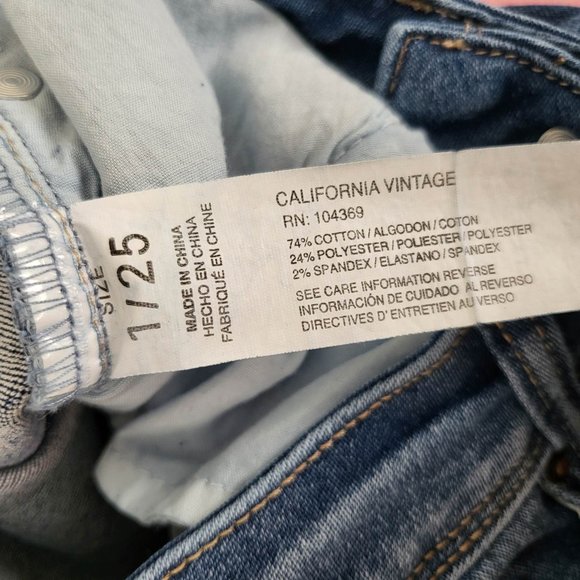 SIZE
1/25
MADE IN CHINA
HECHO EN CHINA
FABRIQUÉ EN CHINE
CALIFORNIA VINTAGE
RN: 104369
74% COTTON/ALGODON/COTON
24% POLYESTER/POLIESTER/POLYESTER
2% SPANDEX/ELASTANO/SPANDEX
SEE CARE INFORMATION REVERSE
INFORMACIÓN DE CUIDADO AL REVERSO
DIRECTIVES D' ENTRETIEN AU VERSO